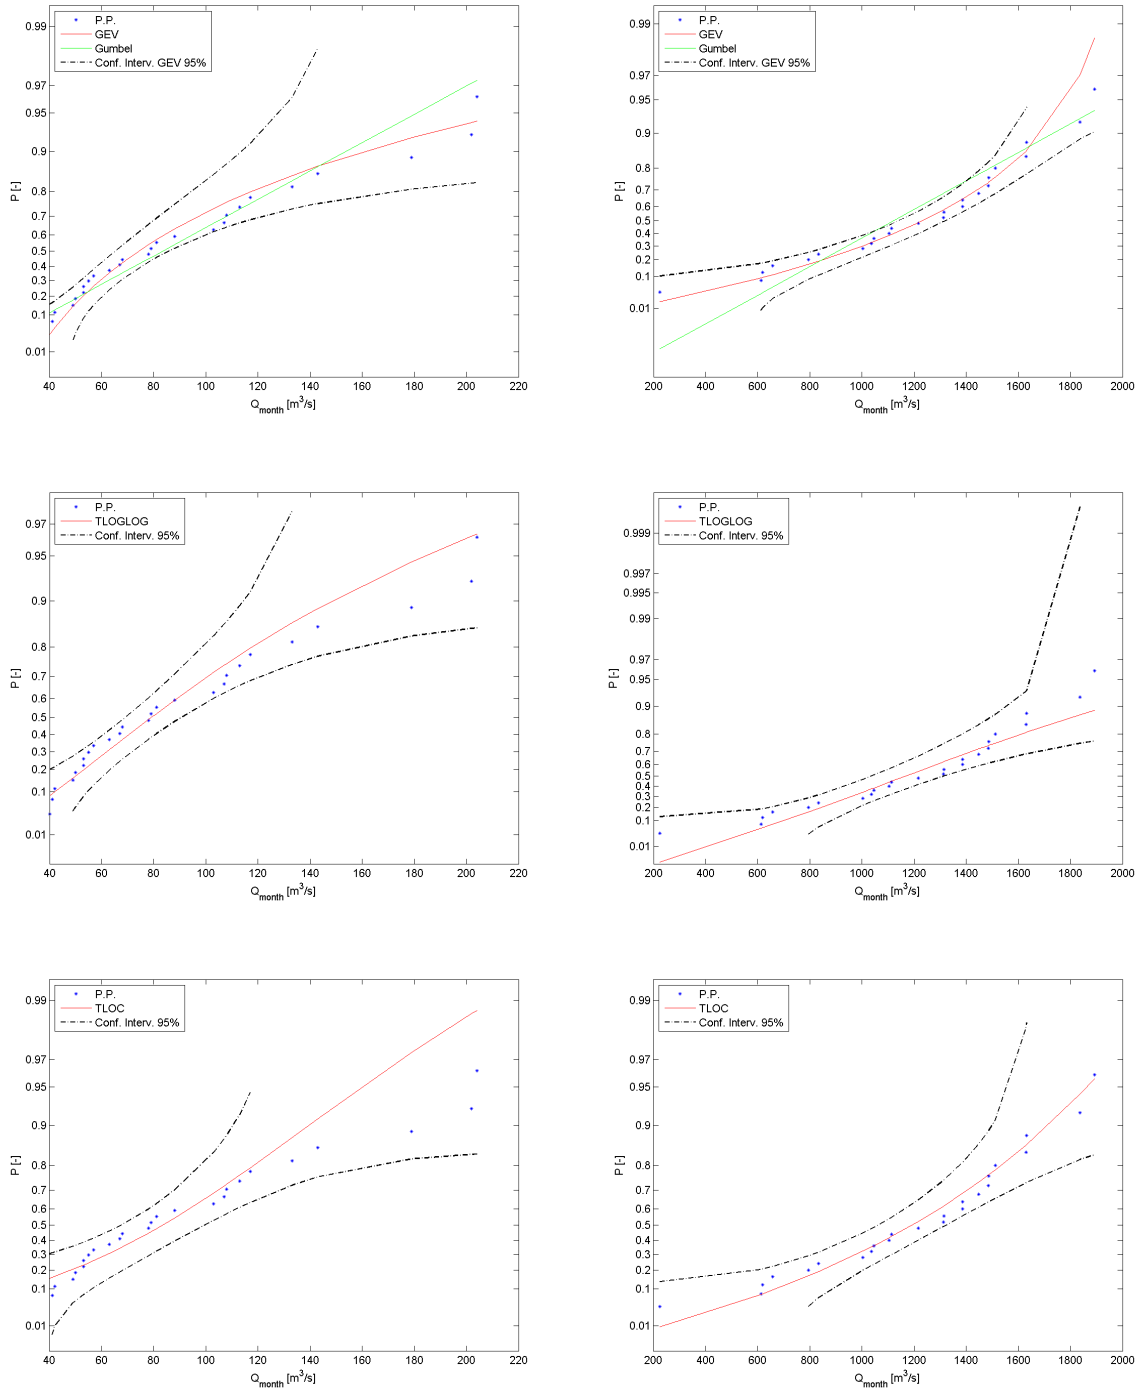 P.P.
GEV
Gumbel
Conf. Interv. GEV 95%
0.99
0.97
0.95
0.9
0.8
0.7
0.6
0.5
0.4
0.3
0.2
0.1
0.01
P [-]
40 60 80 100 120 140 160 180 200 220
Q_month [m^3/s]
P.P.
GEV
Gumbel
Conf. Interv. GEV 95%
0.99
0.97
0.95
0.9
0.8
0.7
0.6
0.5
0.4
0.3
0.2
0.1
0.01
P [-]
200 400 600 800 1000 1200 1400 1600 1800 2000
Q_month [m^3/s]
P.P.
TLOGLOG
Conf. Interv. 95%
0.97
0.95
0.9
0.8
0.7
0.6
0.5
0.4
0.3
0.2
0.1
0.01
P [-]
40 60 80 100 120 140 160 180 200 220
Q_month [m^3/s]
P.P.
TLOGLOG
Conf. Interv. 95%
0.999
0.997
0.995
0.99
0.97
0.95
0.9
0.8
0.7
0.6
0.5
0.4
0.3
0.2
0.1
0.01
P [-]
200 400 600 800 1000 1200 1400 1600 1800 2000
Q_month [m^3/s]
P.P.
TLOC
Conf. Interv. 95%
0.99
0.97
0.95
0.9
0.8
0.7
0.6
0.5
0.4
0.3
0.2
0.1
0.01
P [-]
40 60 80 100 120 140 160 180 200 220
Q_month [m^3/s]
P.P.
TLOC
Conf. Interv. 95%
0.99
0.97
0.95
0.9
0.8
0.7
0.6
0.5
0.4
0.3
0.2
0.1
0.01
P [-]
200 400 600 800 1000 1200 1400 1600 1800 2000
Q_month [m^3/s]